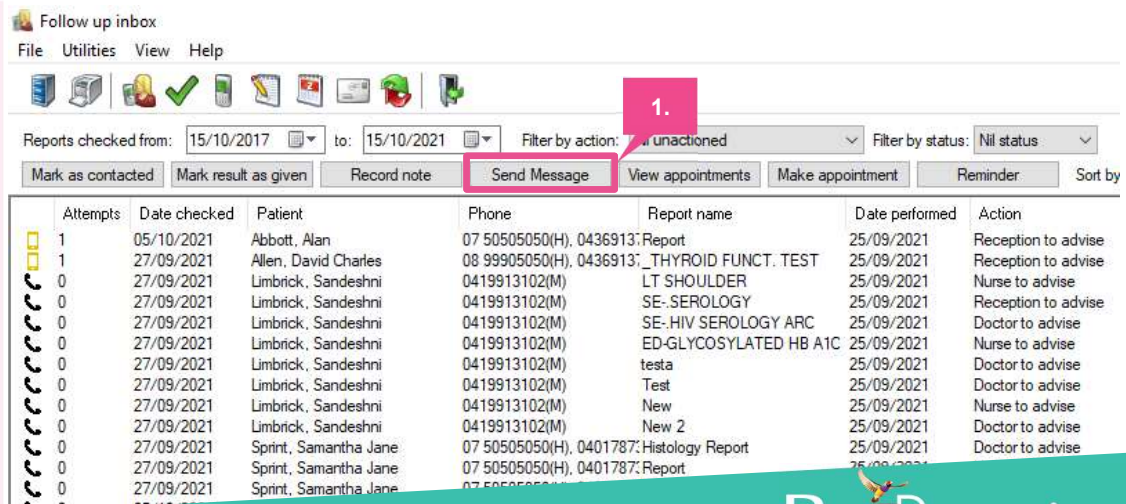 Follow up inbox
File Utilities View Help
1.
Reports checked from: 15/10/2017 to: 15/10/2021 Filter by action: unactioned Filter by status: Nil status
Mark as contacted Mark result as given Record note Send Message View appointments Make appointment Reminder Sort by
Attempts Date checked Patient Phone Report name Date performed Action
1 05/10/2021 Abbott, Alan 07 50505050(H), 04369137 Report 25/09/2021 Reception to advise
1 27/09/2021 Allen, David Charles 08 99905050(H), 04369137 _THYROID FUNCT. TEST 25/09/2021 Reception to advise
0 27/09/2021 Limbrick, Sandeshni 0419913102(M) LT SHOULDER 25/09/2021 Nurse to advise
0 27/09/2021 Limbrick, Sandeshni 0419913102(M) SE-.SEROLOGY 25/09/2021 Reception to advise
0 27/09/2021 Limbrick, Sandeshni 0419913102(M) SE-.HIV SEROLOGY ARC 25/09/2021 Doctor to advise
0 27/09/2021 Limbrick, Sandeshni 0419913102(M) ED-GLYCOSYLATED HB A1C 25/09/2021 Nurse to advise
0 27/09/2021 Limbrick, Sandeshni 0419913102(M) testa 25/09/2021 Doctor to advise
0 27/09/2021 Limbrick, Sandeshni 0419913102(M) Test 25/09/2021 Doctor to advise
0 27/09/2021 Limbrick, Sandeshni 0419913102(M) New 25/09/2021 Nurse to advise
0 27/09/2021 Limbrick, Sandeshni 0419913102(M) New 2 25/09/2021 Doctor to advise
0 27/09/2021 Sprint, Samantha Jane 07 50505050(H), 0401787 Histology Report 25/09/2021 Doctor to advise
0 27/09/2021 Sprint, Samantha Jane 07 50505050(H), 0401787 Report
0 27/09/2021 Sprint, Samantha Jane